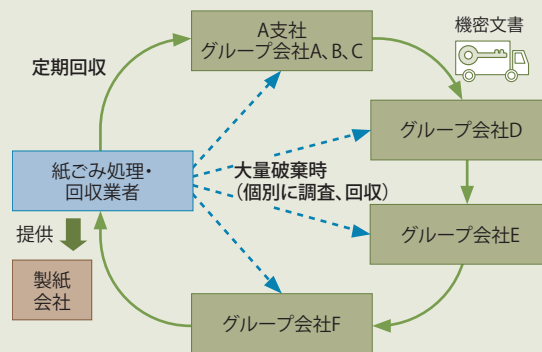 A支社
グループ会社A、B、C
機密文書
定期回収
グループ会社D
紙ごみ処理・
回収業者
大量破棄時
（個別に調査、回収）
グループ会社E
提供
製紙
会社
グループ会社F